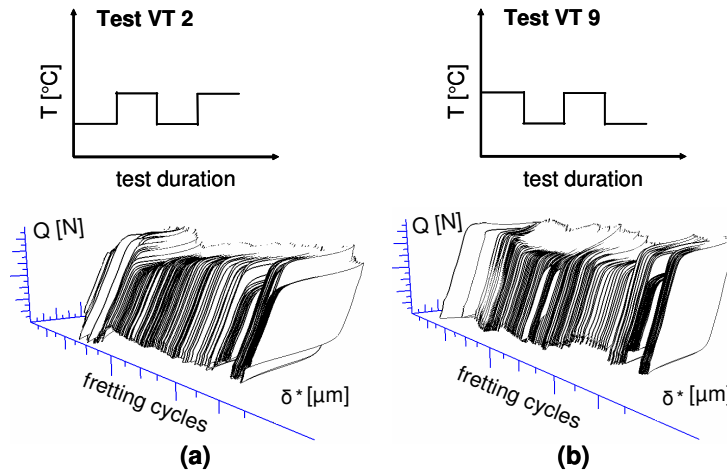 Test VT 2
T [°C]
test duration
Q [N]
fretting cycles
δ* [µm]
(a)
Test VT 9
T [°C]
test duration
Q [N]
fretting cycles
δ* [µm]
(b)